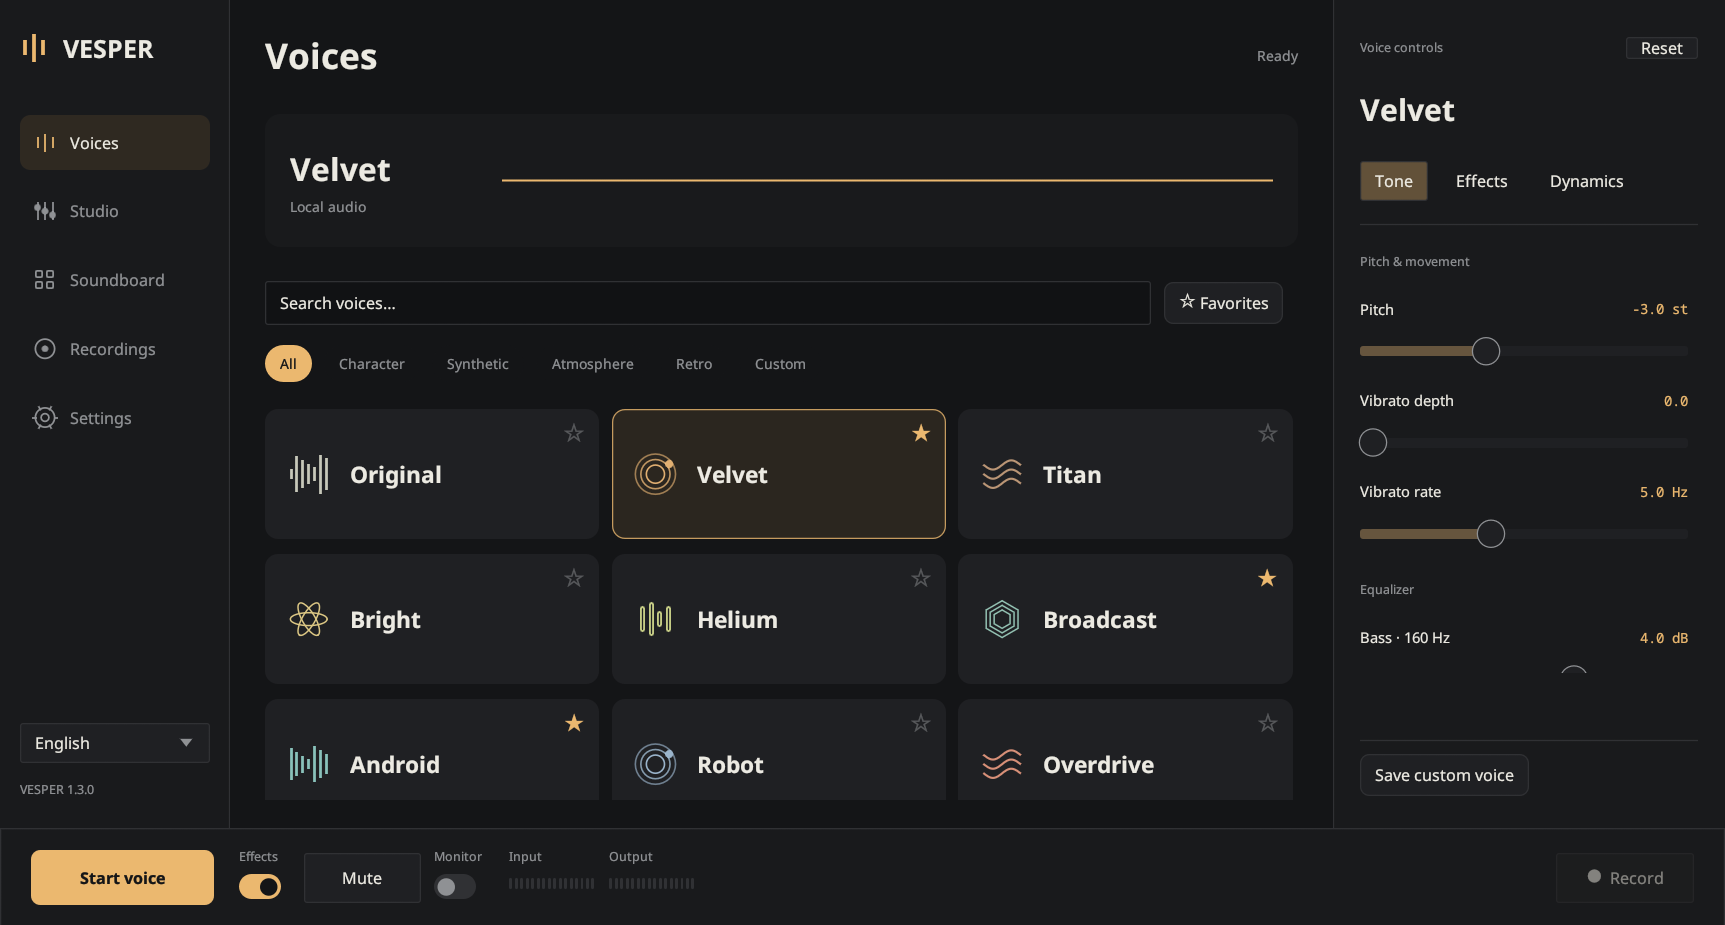 VESPER
Voices
Studio
Soundboard
Recordings
Settings
English
VESPER 1.3.0
Voices
Ready
Velvet
Local audio
Search voices...
☆ Favorites
All
Character
Synthetic
Atmosphere
Retro
Custom
Original
Velvet
Titan
Bright
Helium
Broadcast
Android
Robot
Overdrive
Voice controls
Reset
Velvet
Tone
Effects
Dynamics
Pitch & movement
Pitch
-3.0 st
Vibrato depth
0.0
Vibrato rate
5.0 Hz
Equalizer
Bass · 160 Hz
4.0 dB
Save custom voice
Start voice
Effects
Mute
Monitor
Input
Output
Record